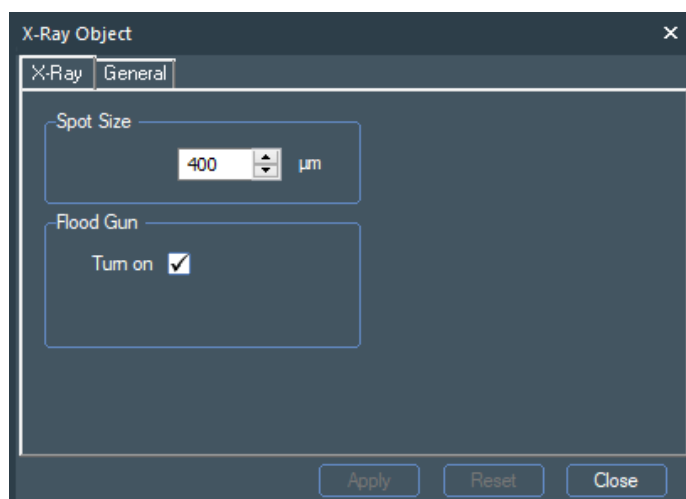 X-Ray Object
X-Ray General
Spot Size
400 µm
Flood Gun
Turn on
Apply Reset Close